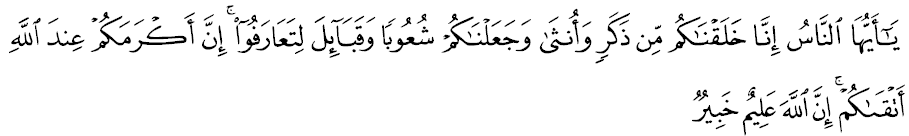 يَـٰٓأَيُّهَا ٱلنَّاسُ إِنَّا خَلَقۡنَـٰكُم مِّن ذَكَرٖ وَأُنثَىٰ وَجَعَلۡنَـٰكُمۡ شُعُوبٗا وَقَبَآئِلَ لِتَعَارَفُوٓاْۚ إِنَّ أَكۡرَمَكُمۡ عِندَ ٱللَّهِ
أَتۡقَىٰكُمۡۚ إِنَّ ٱللَّهَ عَلِيمٌ خَبِيرٞ